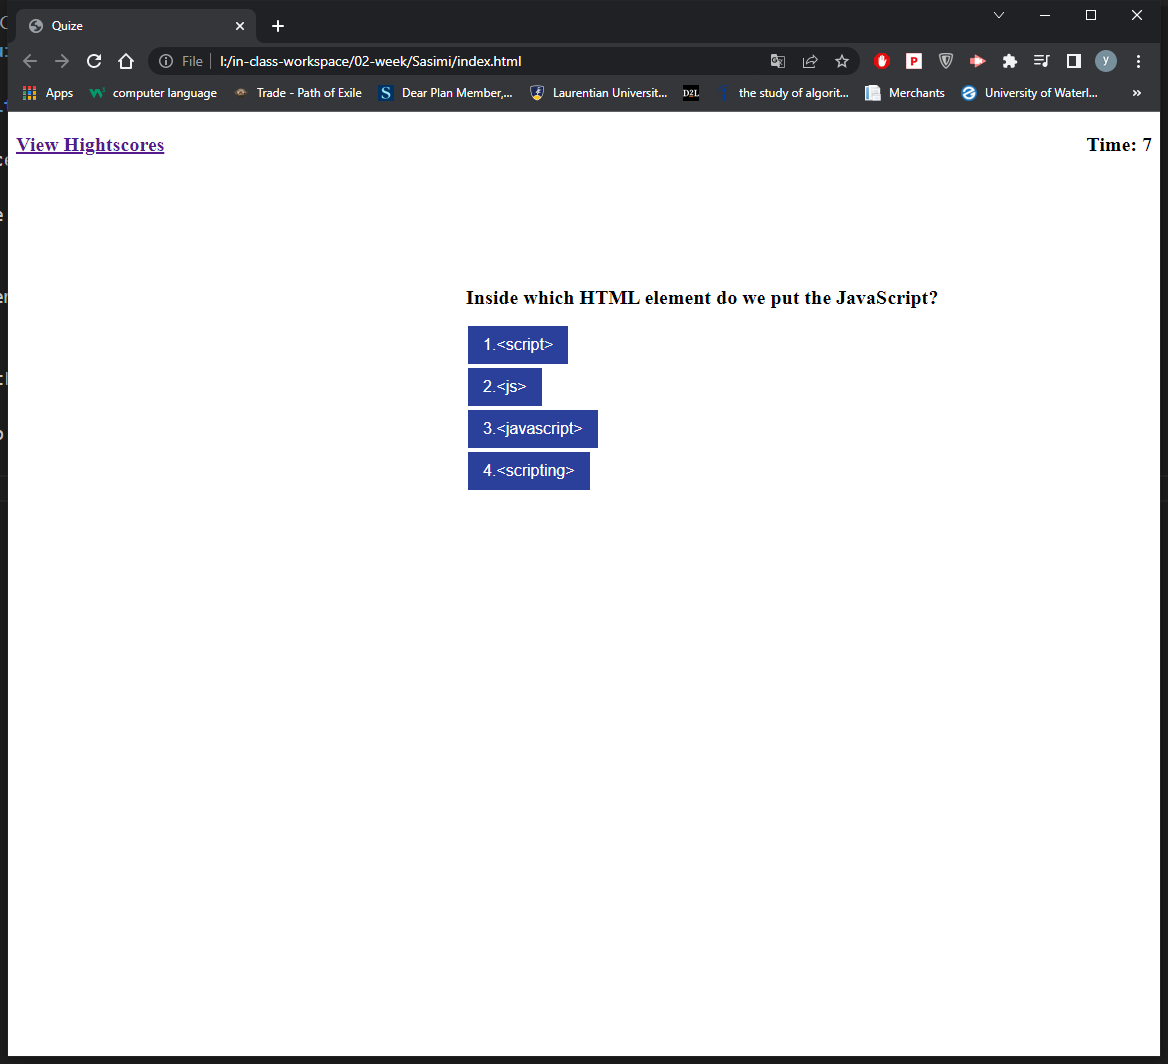 Quize
File
I:/in-class-workspace/02-week/Sasimi/index.html
P
y
Apps
computer language
Trade - Path of Exile
S
Dear Plan Member,...
Laurentian Universit...
D2L
the study of algorit...
Merchants
University of Waterl...
»
View Hightscores
Time: 7
Inside which HTML element do we put the JavaScript?
1.<script>
2.<js>
3.<javascript>
4.<scripting>